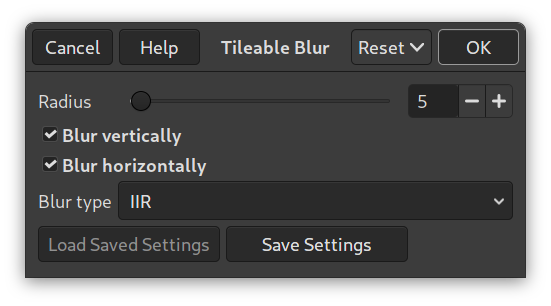 Cancel Help Tileable Blur Reset OK
Radius 5
Blur vertically
Blur horizontally
Blur type IIR
Load Saved Settings Save Settings